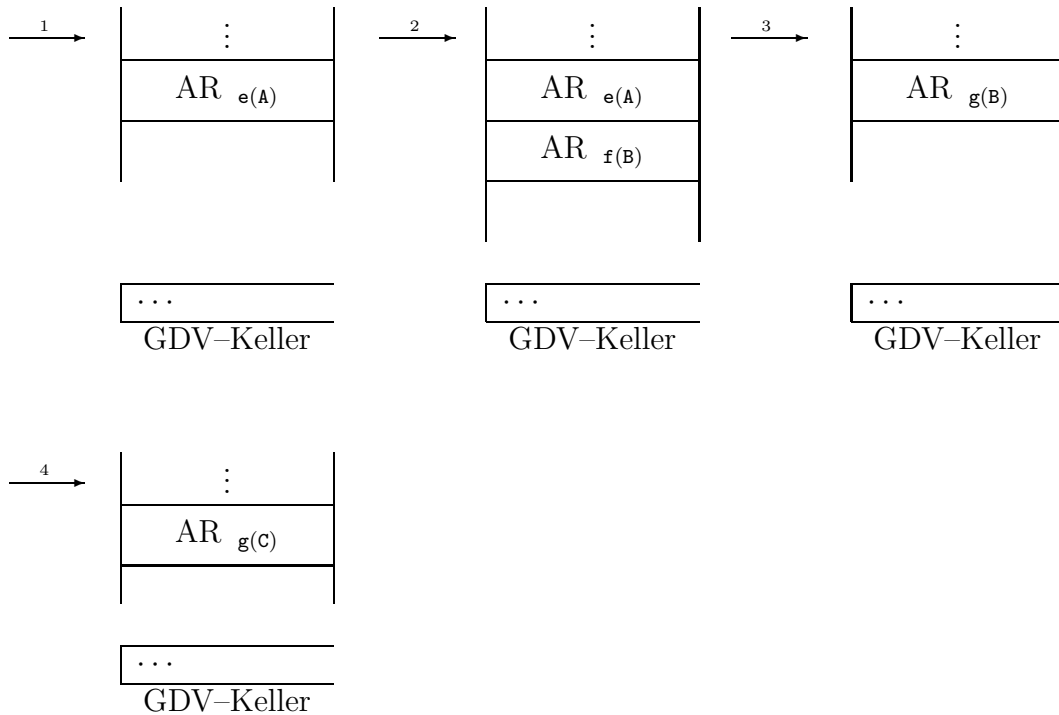 1
⋮
AR e(A)
...
GDV–Keller
2
⋮
AR e(A)
AR f(B)
...
GDV–Keller
3
⋮
AR g(B)
...
GDV–Keller
4
⋮
AR g(C)
...
GDV–Keller